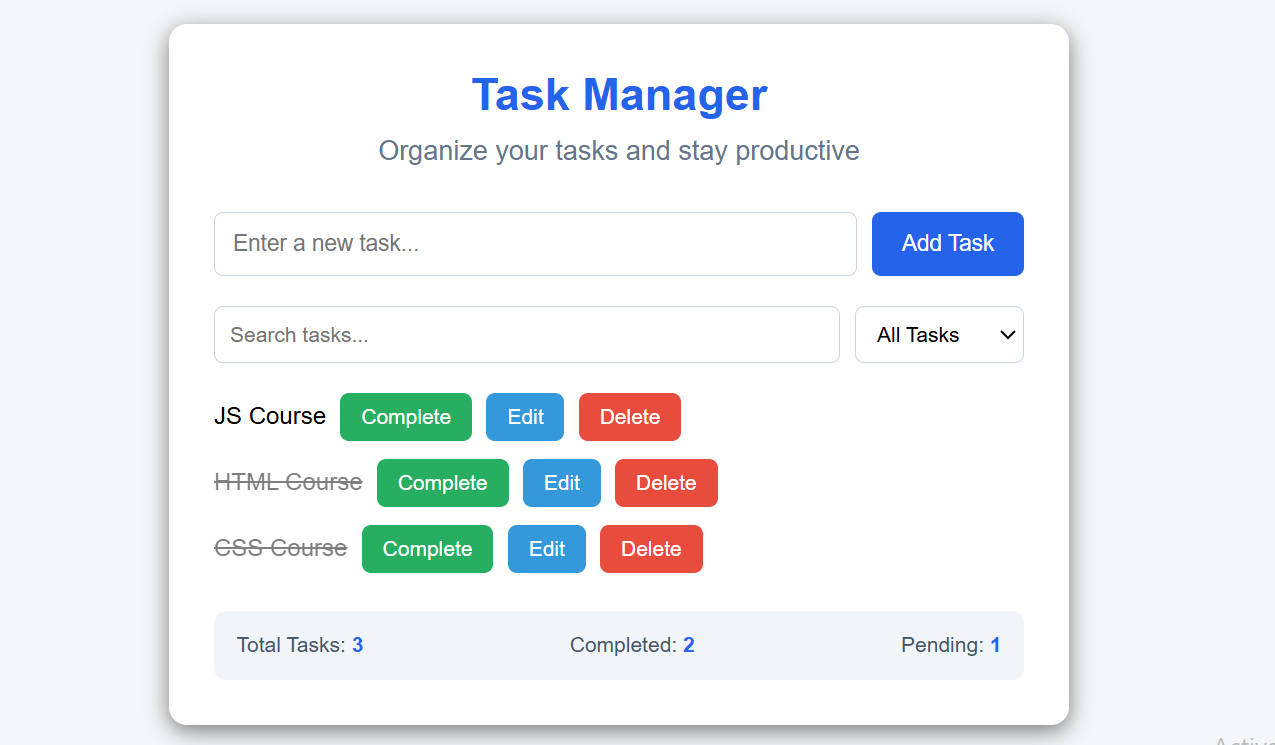 Task Manager
Organize your tasks and stay productive
Enter a new task...
Add Task
Search tasks...
All Tasks
JS Course Complete Edit Delete
HTML Course Complete Edit Delete
CSS Course Complete Edit Delete
Total Tasks: 3 Completed: 2 Pending: 1